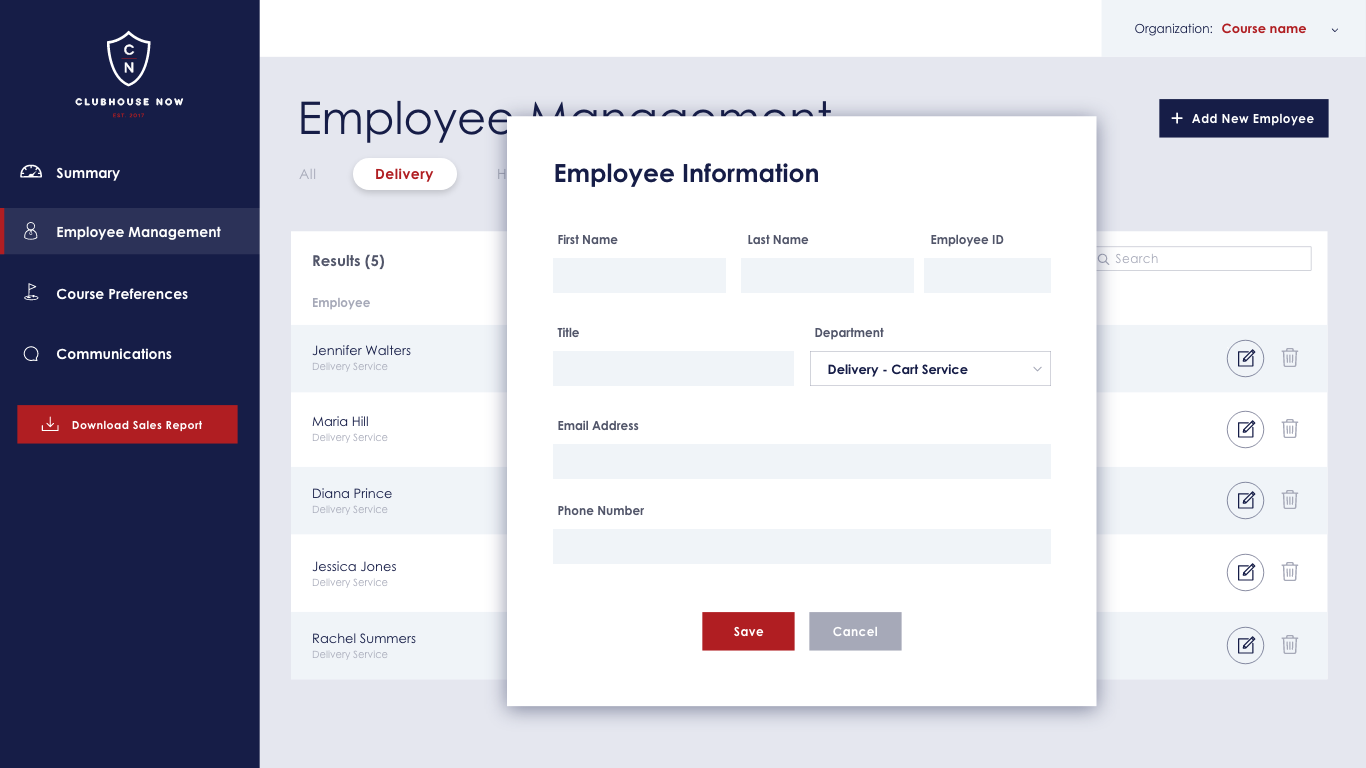 C
N
CLUBHOUSE NOW
EST. 2017
Summary
Employee Management
Course Preferences
Communications
Download Sales Report
Organization: Course name
Employee Management
+ Add New Employee
All
Delivery
H
Results (5)
Search
Employee
Jennifer Walters
Delivery Service
Maria Hill
Delivery Service
Diana Prince
Delivery Service
Jessica Jones
Delivery Service
Rachel Summers
Delivery Service
Employee Information
First Name Last Name Employee ID
Title Department
Delivery - Cart Service
Email Address
Phone Number
Save Cancel